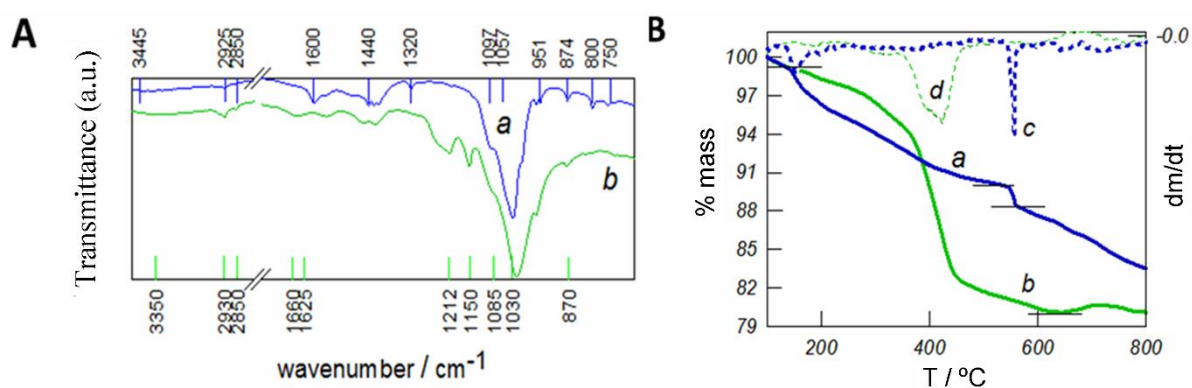 A
3445
2925
2850
1600
1440
1320
1097
1057
951
874
800
750
Transmittance (a.u.)
a
b
3350
2930
2850
1660
1625
1212
1150
1085
1030
870
wavenumber / cm-1
B
100
97
94
91
88
85
82
79
% mass
-0.0
dm/dt
d
c
a
b
200
400
600
800
T / ºC